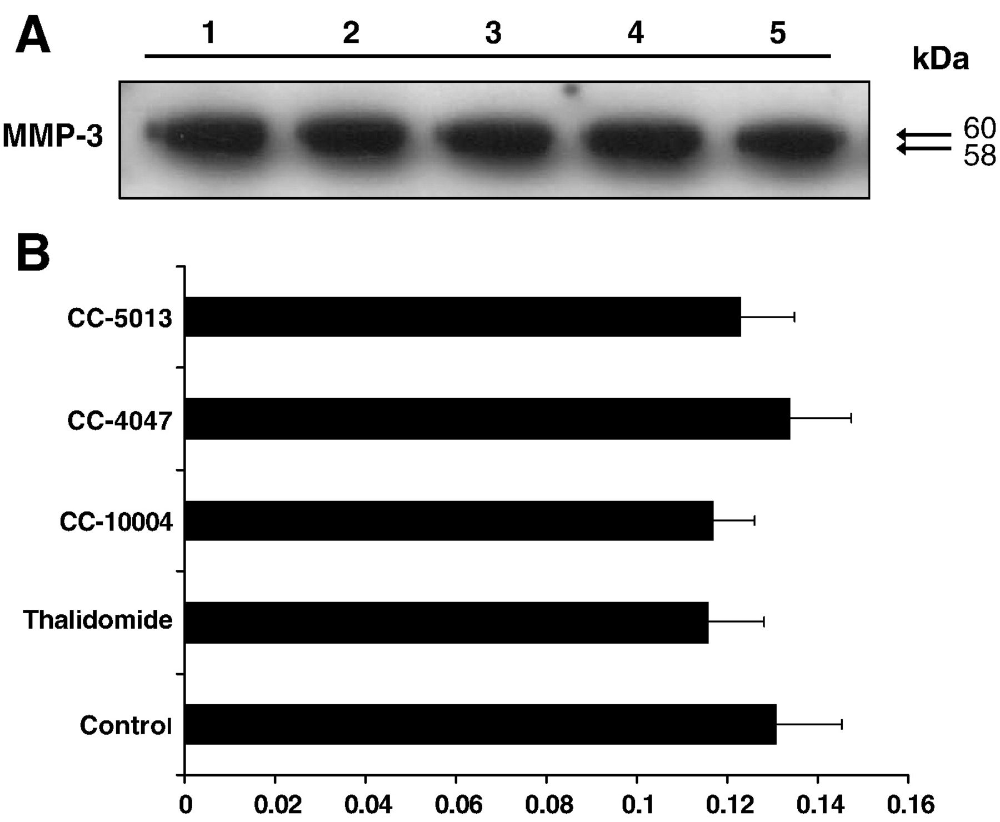 A
1 2 3 4 5
kDa
MMP-3
60
58
B
CC-5013
CC-4047
CC-10004
Thalidomide
Control
0 0.02 0.04 0.06 0.08 0.1 0.12 0.14 0.16